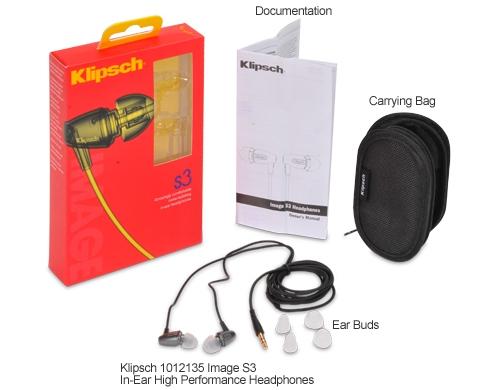 Documentation
Klipsch
Klipsch
Carrying Bag
Klipsch
S3
IMAGE
Image S3 Headphones
Owner's Manual
Ear Buds
Klipsch 1012135 Image S3
In-Ear High Performance Headphones